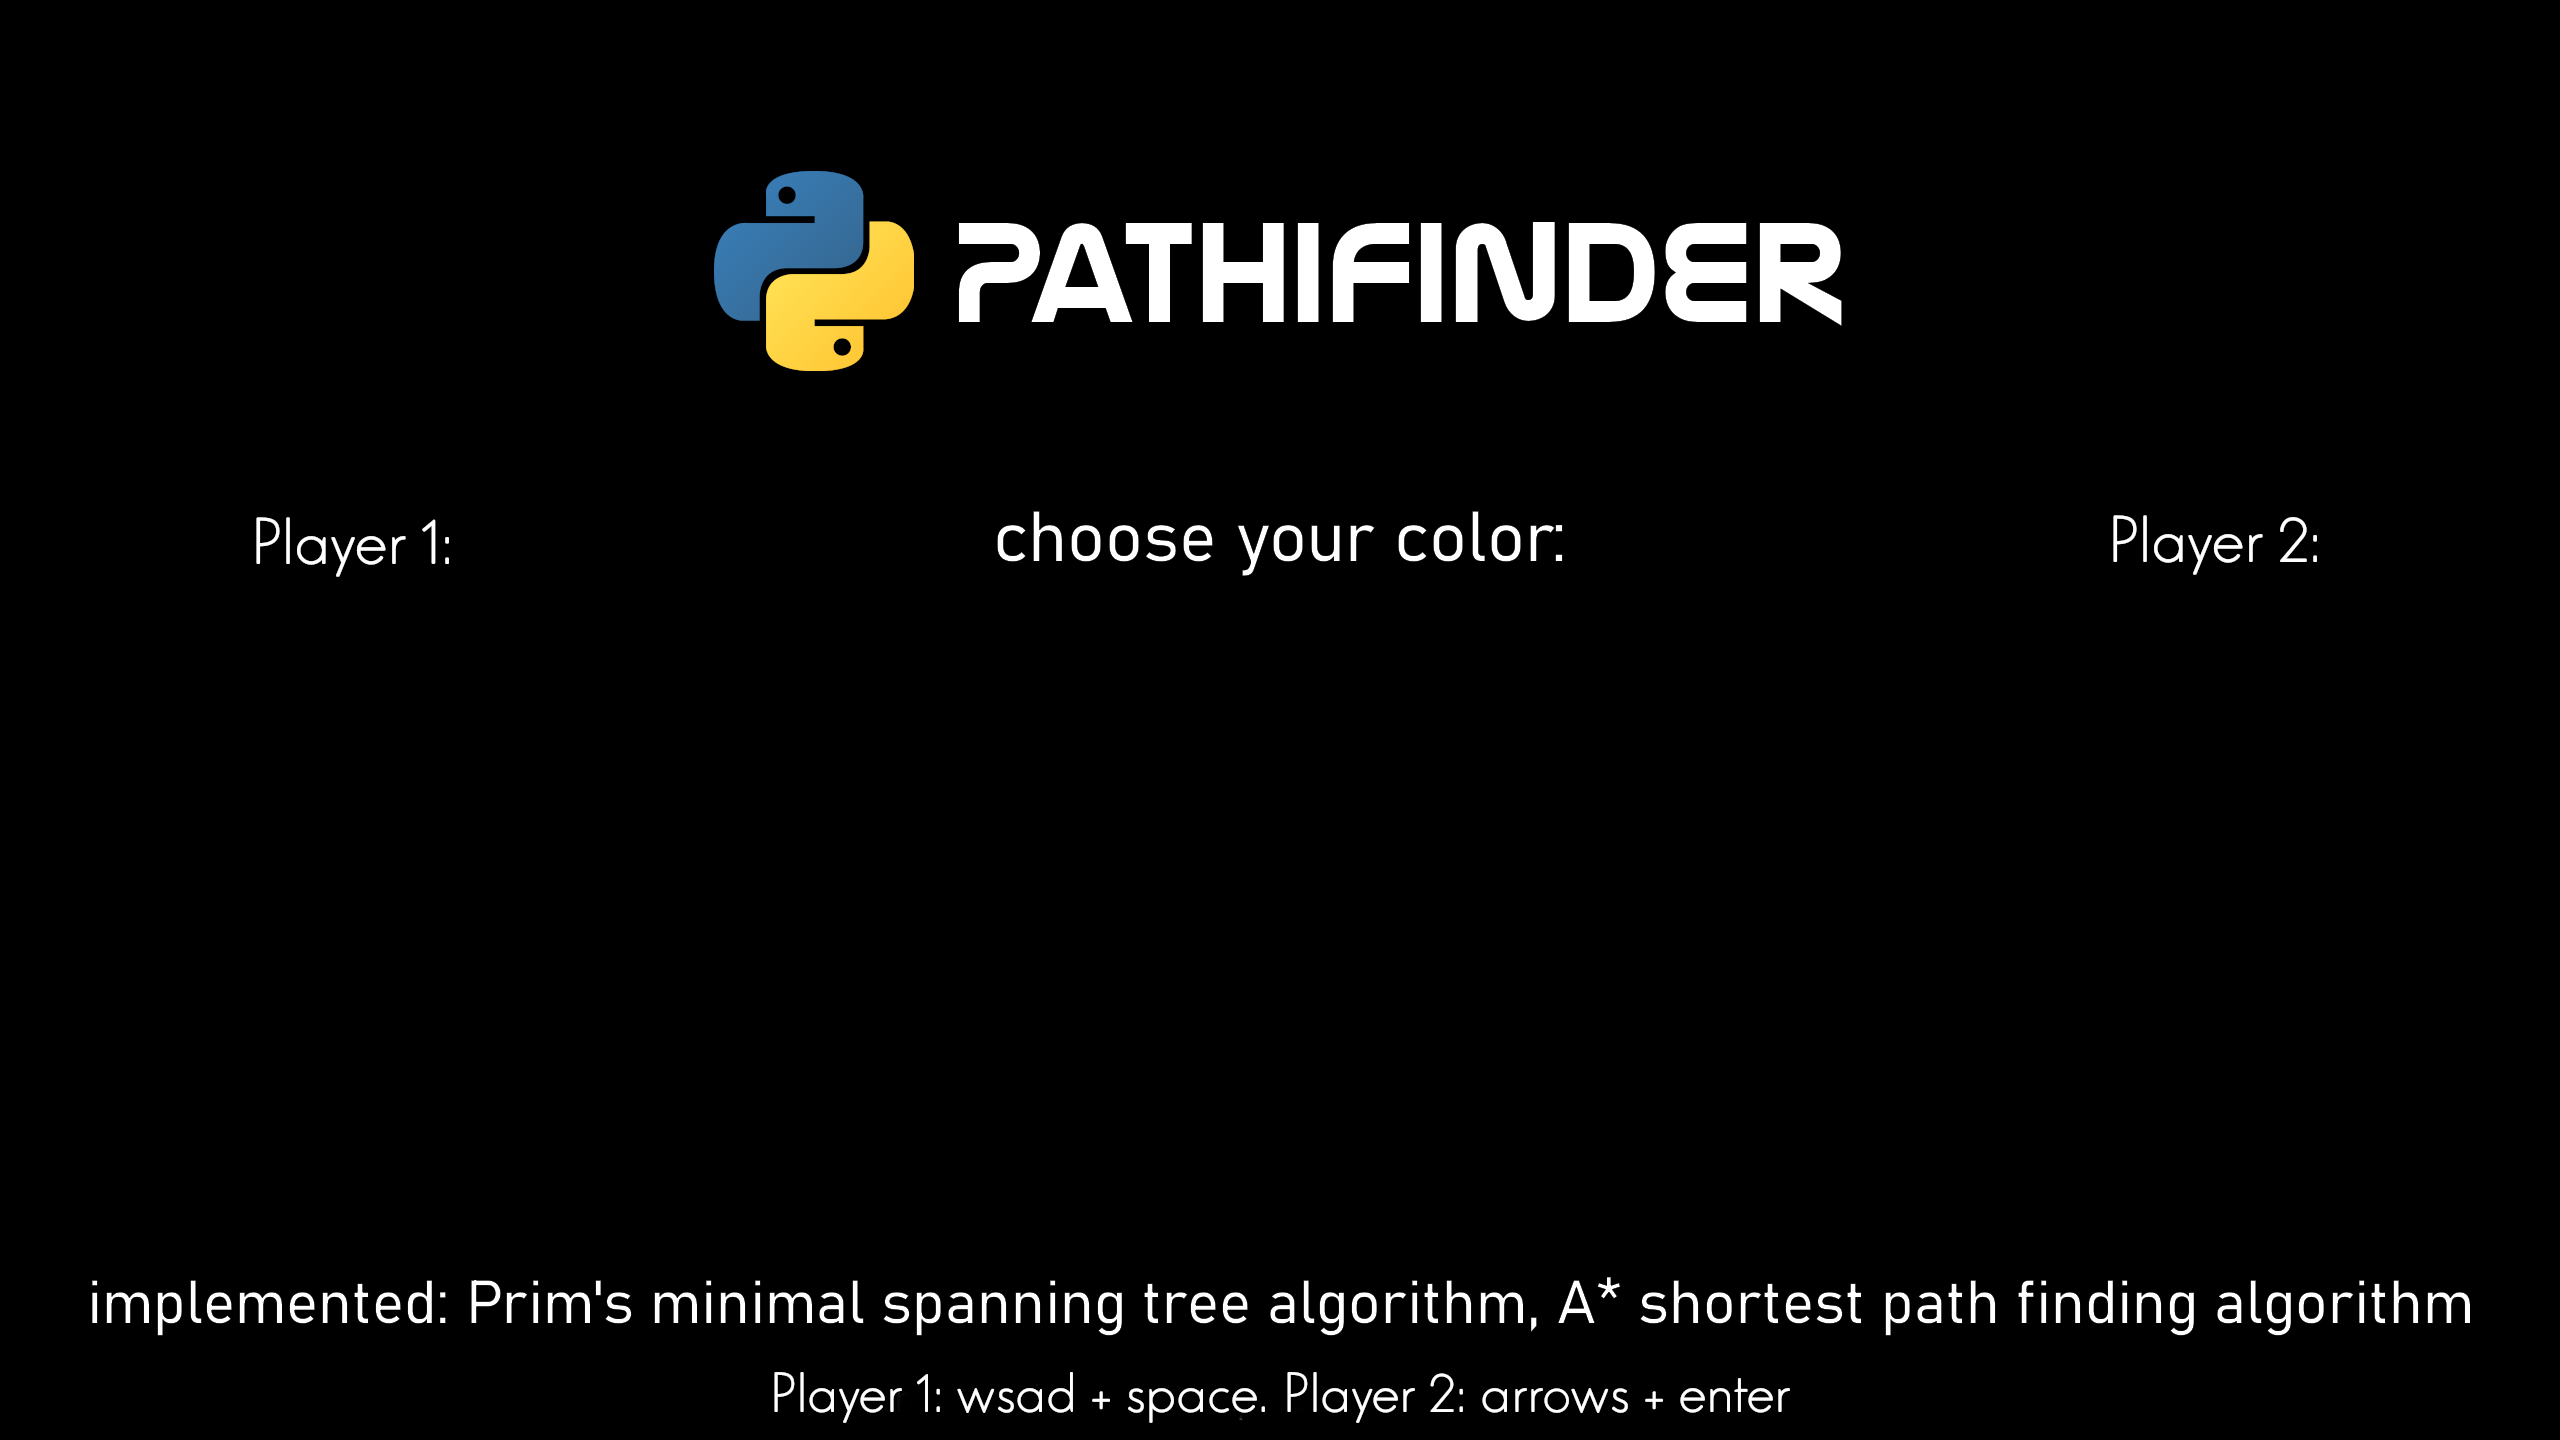 PATHFINDER
Player 1:
choose your color:
Player 2:
implemented: Prim's minimal spanning tree algorithm, A* shortest path finding algorithm
Player 1: wsad + space. Player 2: arrows + enter